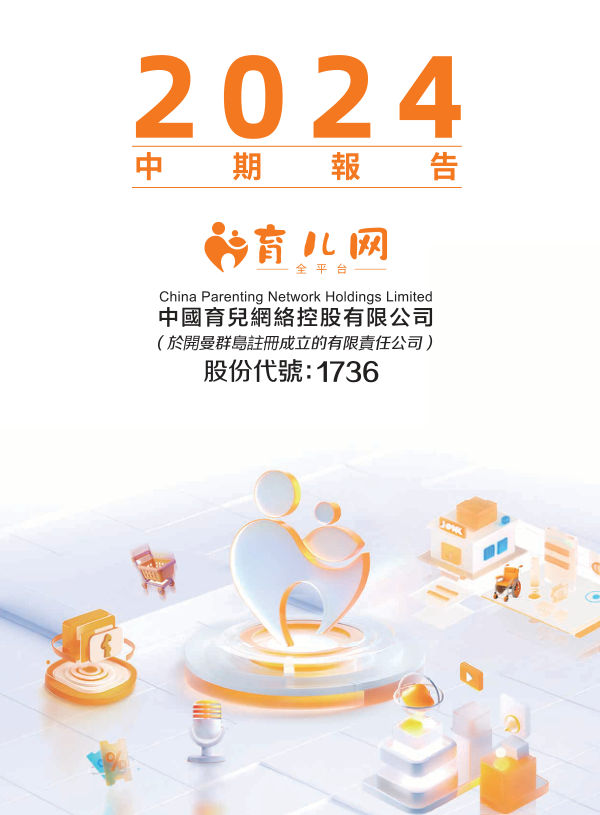 2024
中期報告
育儿网
全平台
China Parenting Network Holdings Limited
中國育兒網絡控股有限公司
（於開曼群島註冊成立的有限責任公司）
股份代號：1736